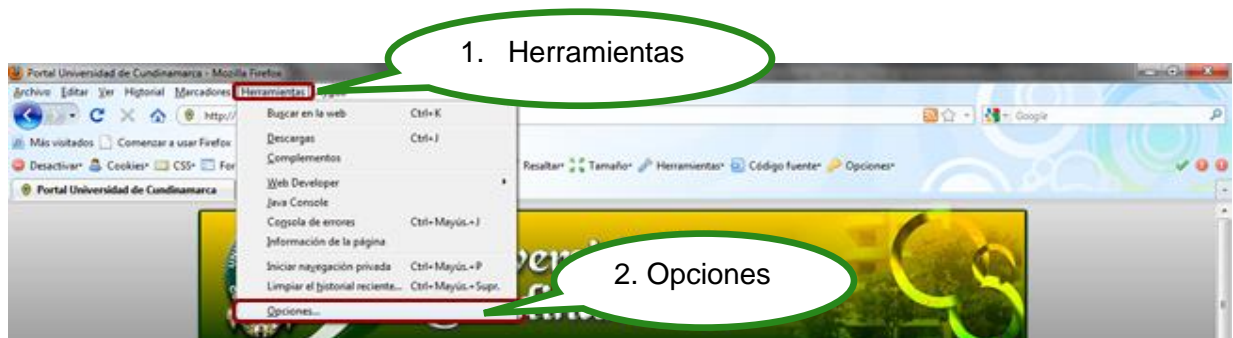 1. Herramientas
Portal Universidad de Cundinamarca - Mozilla Firefox
Archivo Editar Ver Historial Marcadores Herramientas
http://
Google
Más visitados Comenzar a usar Firefox
Desactivar Cookies CSS For Resaltar Tamaño Herramientas Código fuente Opciones
Portal Universidad de Cundinamarca
Buscar en la web Ctrl+K
Descargas Ctrl+J
Complementos
Web Developer
Java Console
Consola de errores Ctrl+Mayús.+J
Información de la página
Iniciar navegación privada Ctrl+Mayús.+P
Limpiar el historial reciente... Ctrl+Mayús.+Supr.
Opciones...
2. Opciones